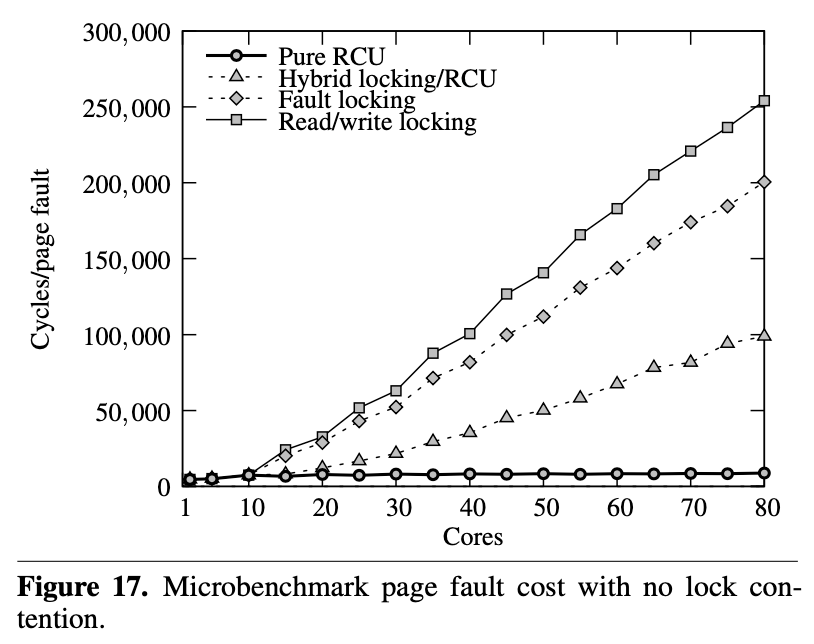 300,000
250,000
200,000
150,000
100,000
50,000
0
Cycles/page fault
Pure RCU
Hybrid locking/RCU
Fault locking
Read/write locking
1 10 20 30 40 50 60 70 80
Cores
Figure 17. Microbenchmark page fault cost with no lock con-
tention.